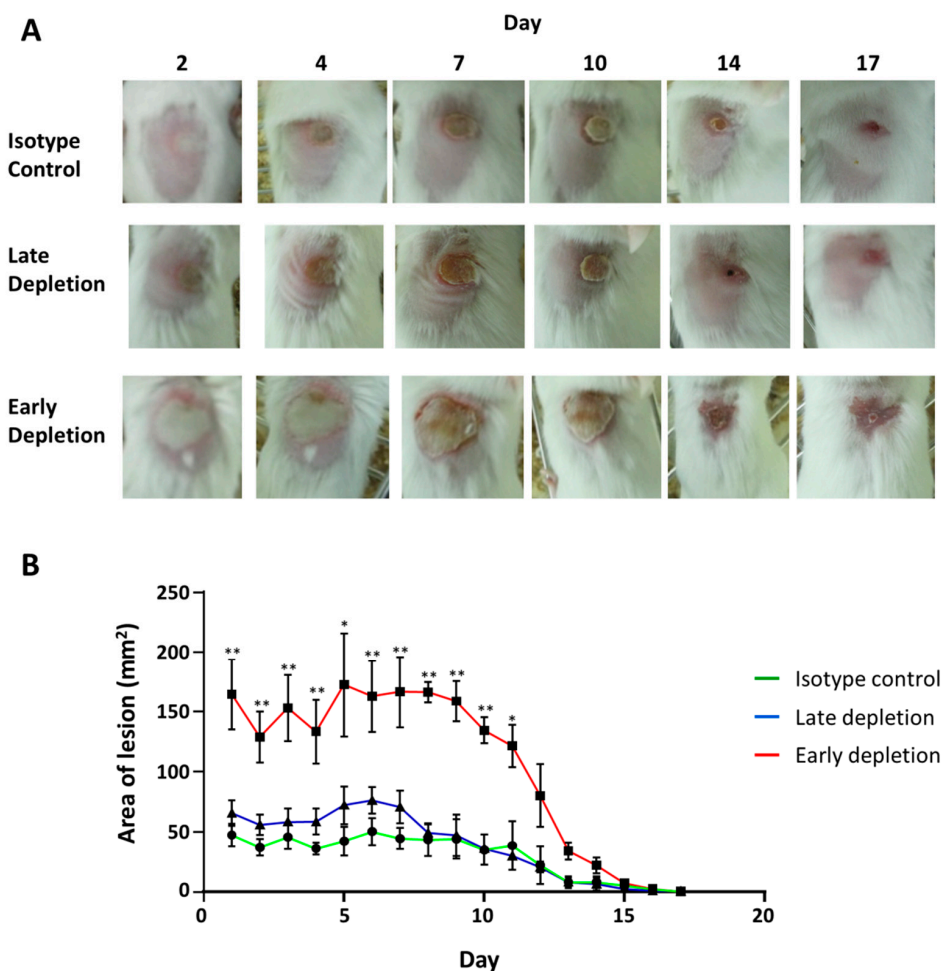 A
Day
2 4 7 10 14 17
Isotype
Control
Late
Depletion
Early
Depletion
B
Area of lesion (mm²)
250
200
150
100
50
0
** ** ** ** * ** ** ** ** ** *
0 5 10 15 20
Day
Isotype control
Late depletion
Early depletion